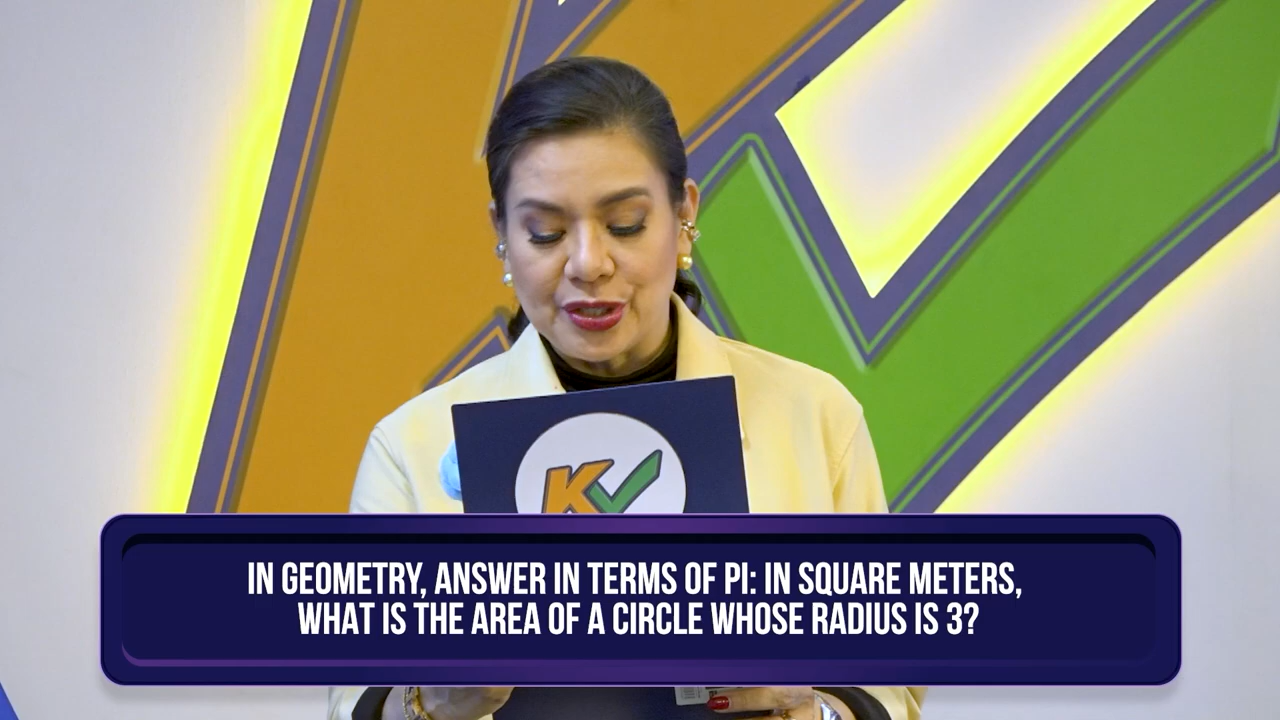 K
IN GEOMETRY, ANSWER IN TERMS OF PI: IN SQUARE METERS,
WHAT IS THE AREA OF A CIRCLE WHOSE RADIUS IS 3?